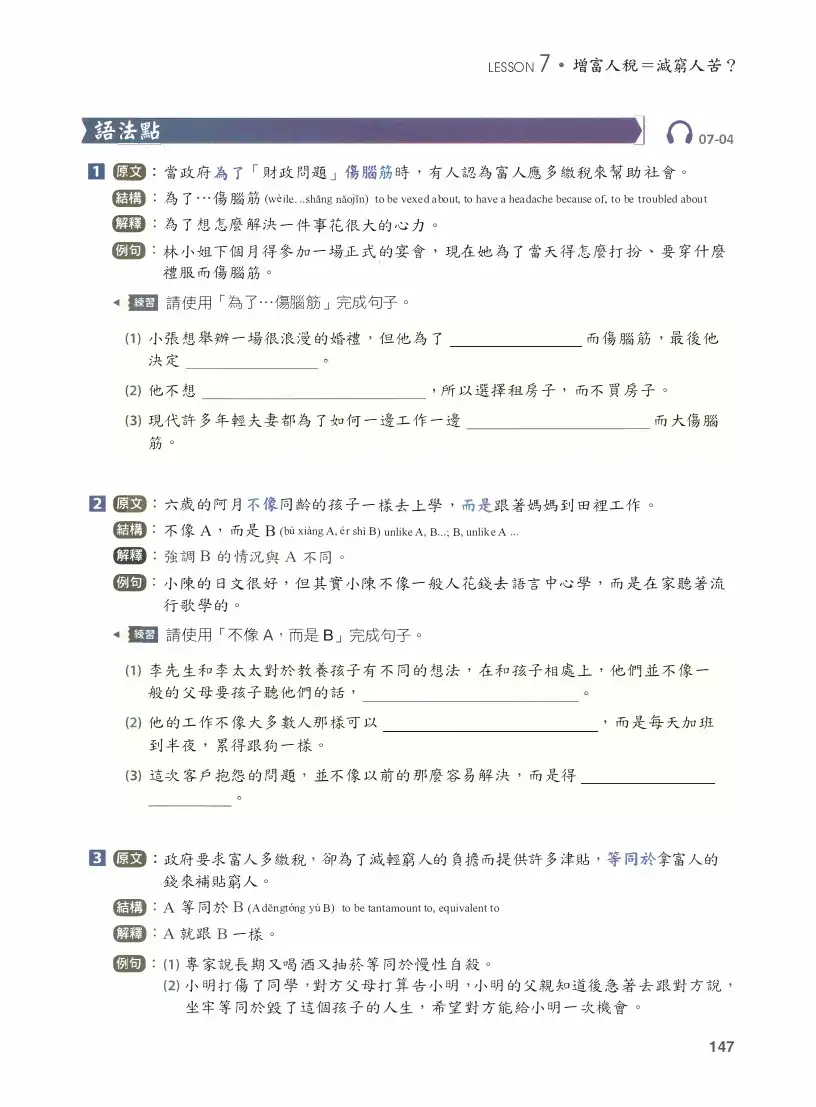 LESSON 7 • 增富人稅＝減窮人苦？
語法點
07-04
1 原文：當政府為了「財政問題」傷腦筋時，有人認為富人應多繳稅來幫助社會。
結構：為了…傷腦筋 (wèile...shāng nǎojīn) to be vexed about, to have a headache because of, to be troubled about
解釋：為了想怎麼解決一件事花很大的心力。
例句：林小姐下個月得參加一場正式的宴會，現在她為了當天得怎麼打扮、要穿什麼
禮服而傷腦筋。
練習 請使用「為了…傷腦筋」完成句子。
(1) 小張想舉辦一場很浪漫的婚禮，但他為了 ____________ 而傷腦筋，最後他
決定 ____________。
(2) 他不想 ____________________，所以選擇租房子，而不買房子。
(3) 現代許多年輕夫妻都為了如何一邊工作一邊 ________________ 而大傷腦
筋。
2 原文：六歲的阿月不像同齡的孩子一樣去上學，而是跟著媽媽到田裡工作。
結構：不像 A，而是 B (bú xiàng A, ér shì B) unlike A, B...; B, unlike A ...
解釋：強調 B 的情況與 A 不同。
例句：小陳的日文很好，但其實小陳不像一般人花錢去語言中心學，而是在家聽著流
行歌學的。
練習 請使用「不像 A，而是 B」完成句子。
(1) 李先生和李太太對於教養孩子有不同的想法，在和孩子相處上，他們並不像一
般的父母要孩子聽他們的話，____________________。
(2) 他的工作不像大多數人那樣可以 ____________________，而是每天加班
到半夜，累得跟狗一樣。
(3) 這次客戶抱怨的問題，並不像以前的那麼容易解決，而是得 ____________
________。
3 原文：政府要求富人多繳稅，卻為了減輕窮人的負擔而提供許多津貼，等同於拿富人的
錢來補貼窮人。
結構：A 等同於 B (A děngtóng yú B) to be tantamount to, equivalent to
解釋：A 就跟 B 一樣。
例句：(1) 專家說長期又喝酒又抽菸等同於慢性自殺。
(2) 小明打傷了同學，對方父母打算告小明，小明的父親知道後急著去跟對方說，
坐牢等同於毀了這個孩子的人生，希望對方能給小明一次機會。
147